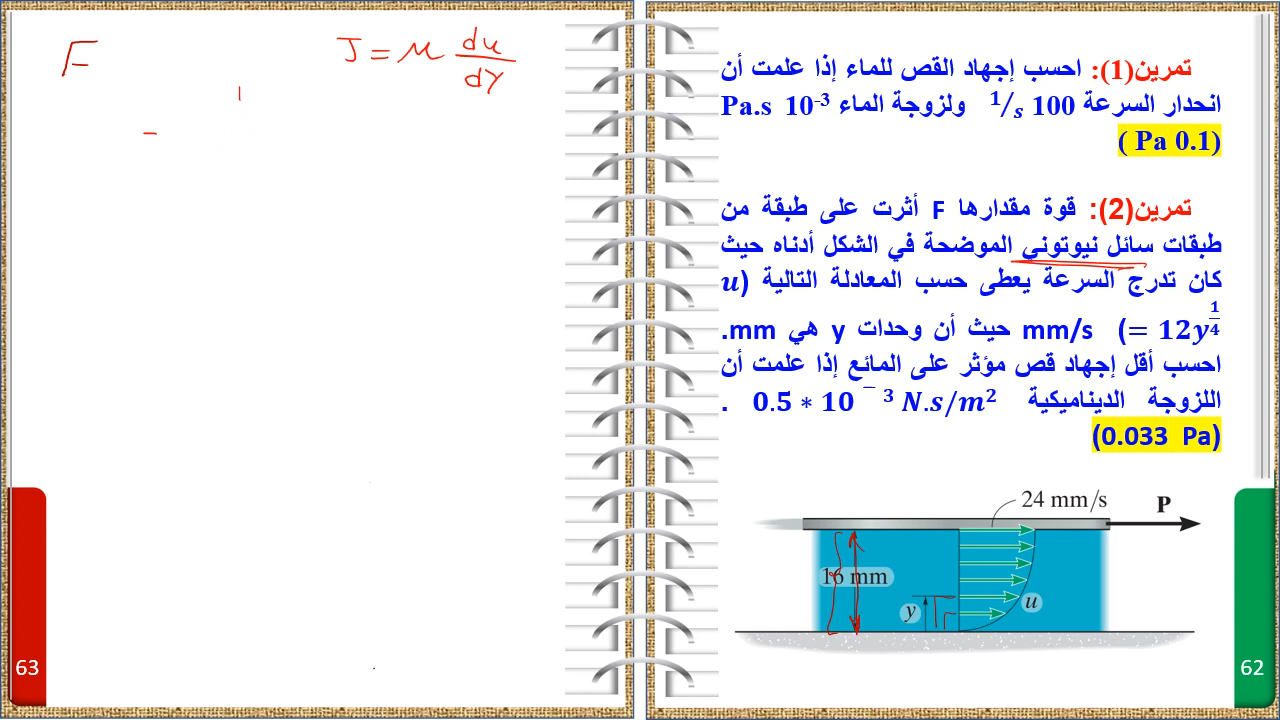 تمرين(1): احسب إجهاد القص للماء إذا علمت أن
انحدار السرعة 100 1/s ولزوجة الماء 10-3 Pa.s
(0.1 Pa )
تمرين(2): قوة مقدارها F أثرت على طبقة من
طبقات سائل نيوتوني الموضحة في الشكل أدناه حيث
كان تدرج السرعة يعطى حسب المعادلة التالية (u
= 12y^1/4) mm/s حيث أن وحدات y هي mm.
احسب أقل إجهاد قص مؤثر على المائع إذا علمت أن
اللزوجة الديناميكية 0.5 * 10 ‾ 3 N.s/m2 .
(0.033 Pa)
24 mm/s
P
16 mm
y
u
62
F
J = μ du/dy
63